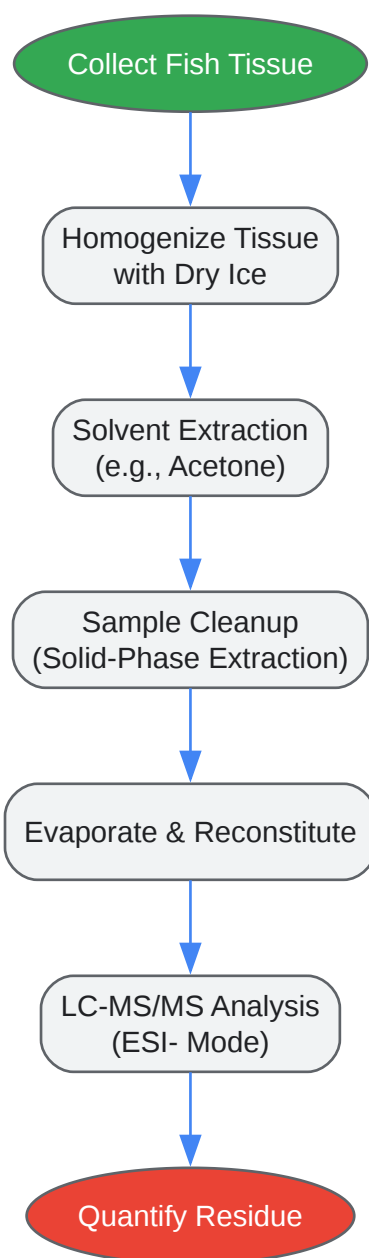 Collect Fish Tissue
Homogenize Tissue
with Dry Ice
Solvent Extraction
(e.g., Acetone)
Sample Cleanup
(Solid-Phase Extraction)
Evaporate & Reconstitute
LC-MS/MS Analysis
(ESI- Mode)
Quantify Residue